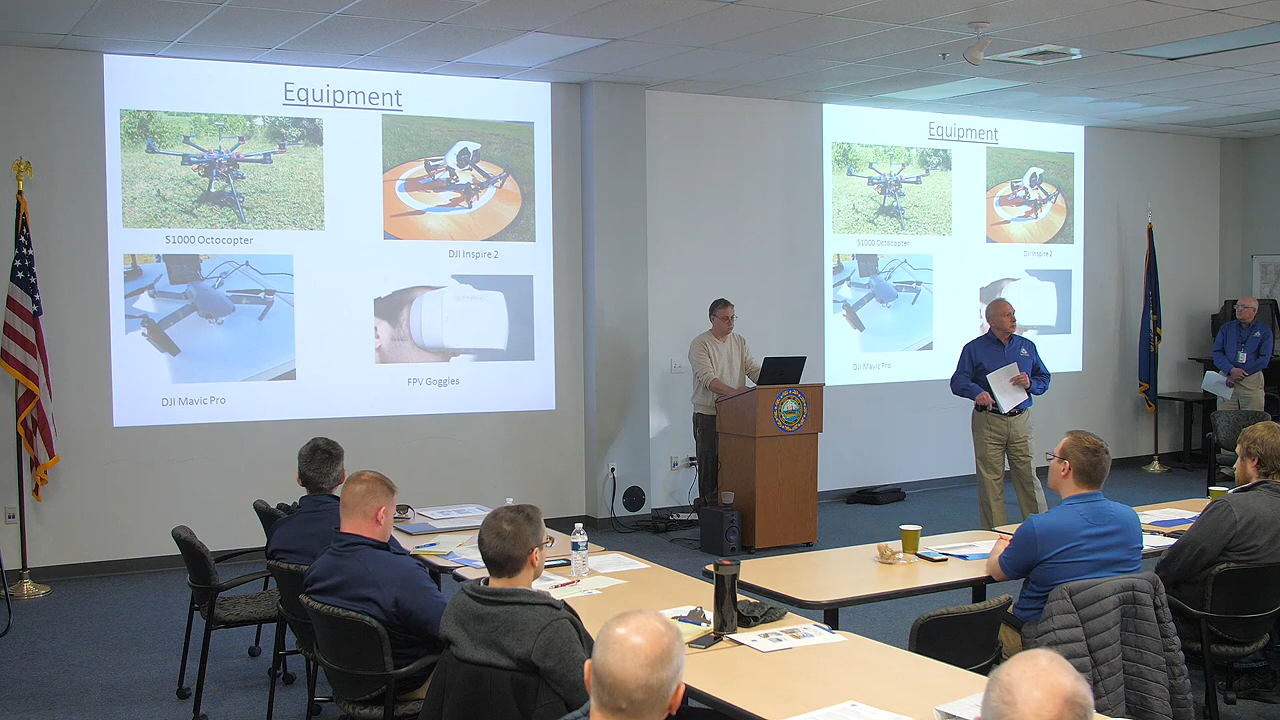 Equipment
S1000 Octocopter
DJI Inspire 2
DJI Mavic Pro
FPV Goggles
Equipment
S1000 Octocopter
DJI Inspire 2
DJI Mavic Pro